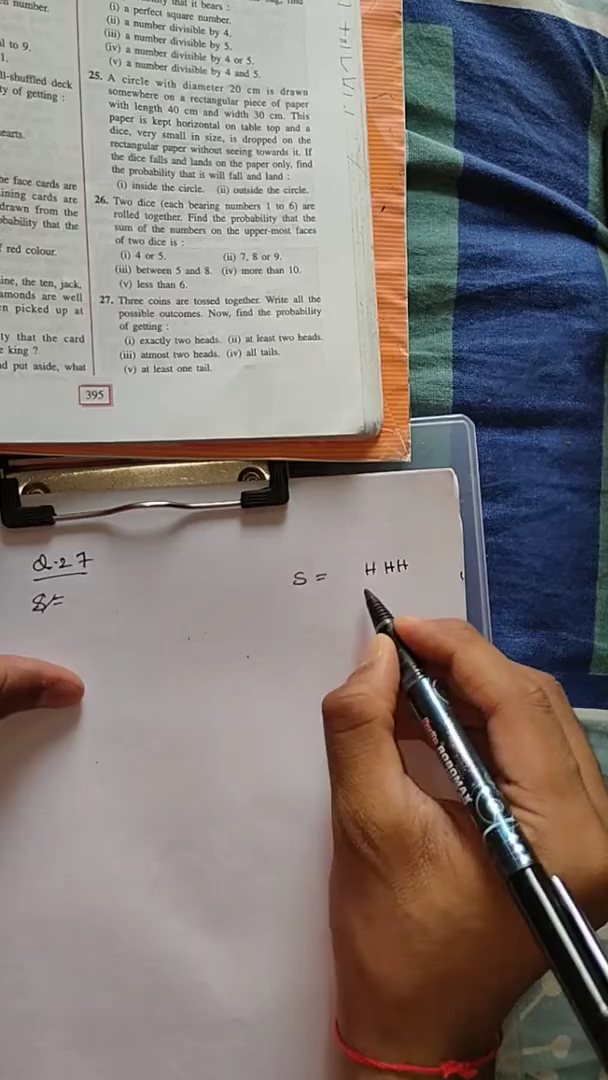 number.
(i) a perfect square number.
(ii) a number divisible by 4.
(iii) a number divisible by 5.
(iv) a number divisible by 4 or 5.
(v) a number divisible by 4 and 5.
al to 9.
1.
ll-shuffled deck
ty of getting :
earts.
he face cards are
ining cards are
drawn from the
obability that the
f red colour.
ine, the ten, jack,
amonds are well
en picked up at
ty that the card
e king ?
nd put aside, what
25. A circle with diameter 20 cm is drawn
somewhere on a rectangular piece of paper
with length 40 cm and width 30 cm. This
paper is kept horizontal on table top and a
dice, very small in size, is dropped on the
rectangular paper without seeing towards it. If
the dice falls and lands on the paper only, find
the probability that it will fall and land :
(i) inside the circle. (ii) outside the circle.
26. Two dice (each bearing numbers 1 to 6) are
rolled together. Find the probability that the
sum of the numbers on the upper-most faces
of two dice is :
(i) 4 or 5. (ii) 7, 8 or 9.
(iii) between 5 and 8. (iv) more than 10.
(v) less than 6.
27. Three coins are tossed together. Write all the
possible outcomes. Now, find the probability
of getting :
(i) exactly two heads. (ii) at least two heads.
(iii) atmost two heads. (iv) all tails.
(v) at least one tail.
395
Q.27
S = HHH
ROBOMAX